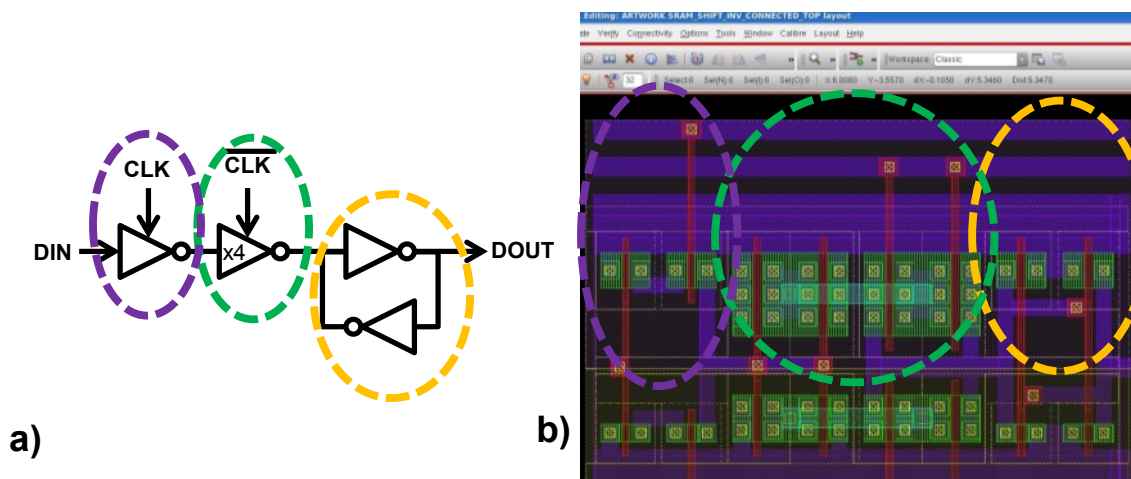 CLK
CLK
DIN
x4
DOUT
a)
Editing: ARTWORK SRAM_SHIFT_INV_CONNECTED_TOP layout
ate Verify Connectivity Options Tools Window Calibre Layout Help
Workspace: Classic
32 Select:0 Sel(N):0 Sel(I):0 Sel(O):0 X:6.0080 Y:-3.5570 dX:-0.1050 dY:5.3460 Dist:5.3470
b)